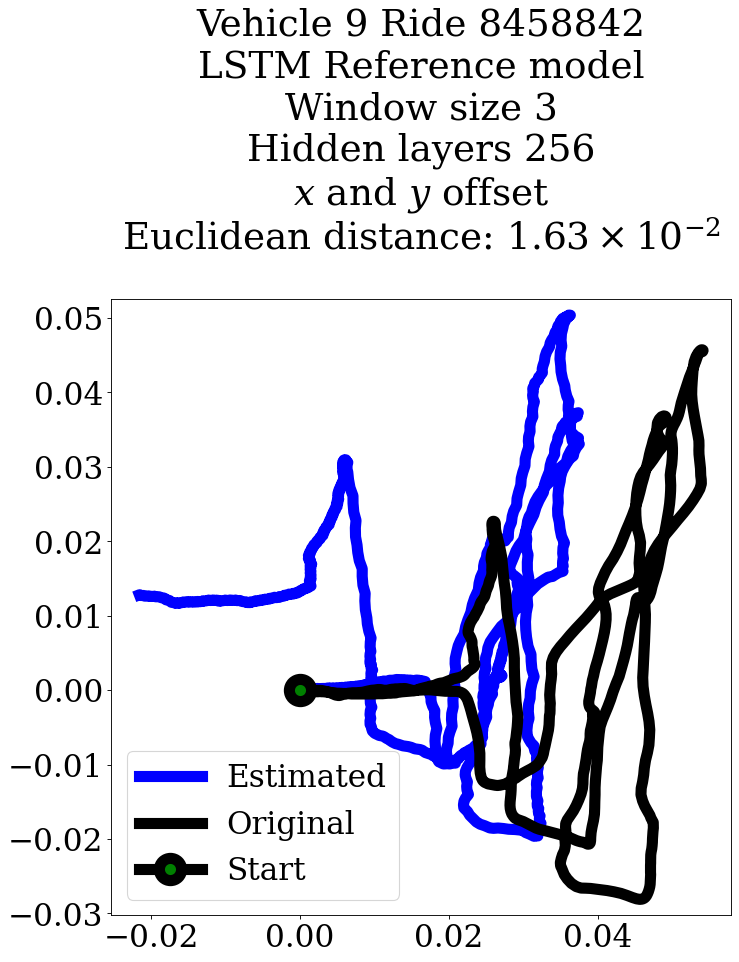 Vehicle 9 Ride 8458842
LSTM Reference model
Window size 3
Hidden layers 256
x and y offset
Euclidean distance: 1.63 × 10⁻²
0.05
0.04
0.03
0.02
0.01
0.00
−0.01
−0.02
−0.03
Estimated
Original
Start
−0.02
0.00
0.02
0.04